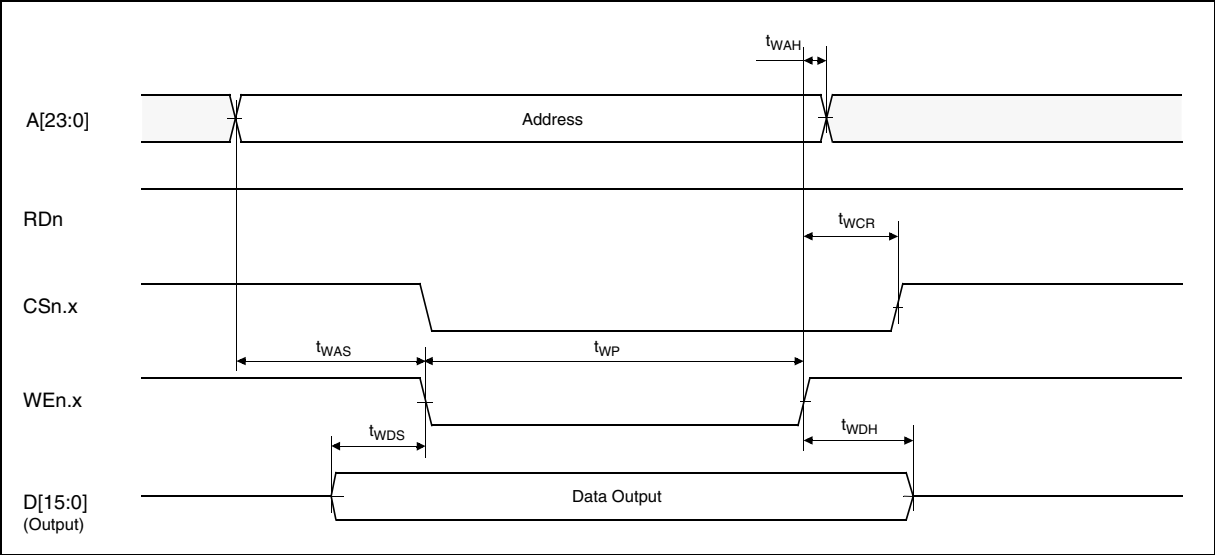 tWAH
A[23:0]
Address
RDn
tWCR
CSn.x
tWAS
tWP
WEn.x
tWDS
tWDH
D[15:0]
(Output)
Data Output